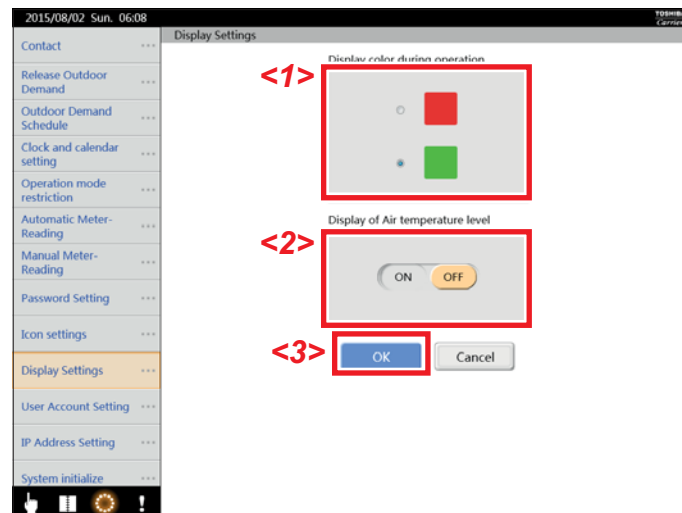 2015/08/02 Sun. 06:08
TOSHIBA
Carrier
Display Settings
Contact
Release Outdoor
Demand
Outdoor Demand
Schedule
Clock and calendar
setting
Operation mode
restriction
Automatic Meter-
Reading
Manual Meter-
Reading
Password Setting
Icon settings
Display Settings
User Account Setting
IP Address Setting
System initialize
Display color during operation
<1>
Display of Air temperature level
<2>
ON
OFF
<3>
OK
Cancel